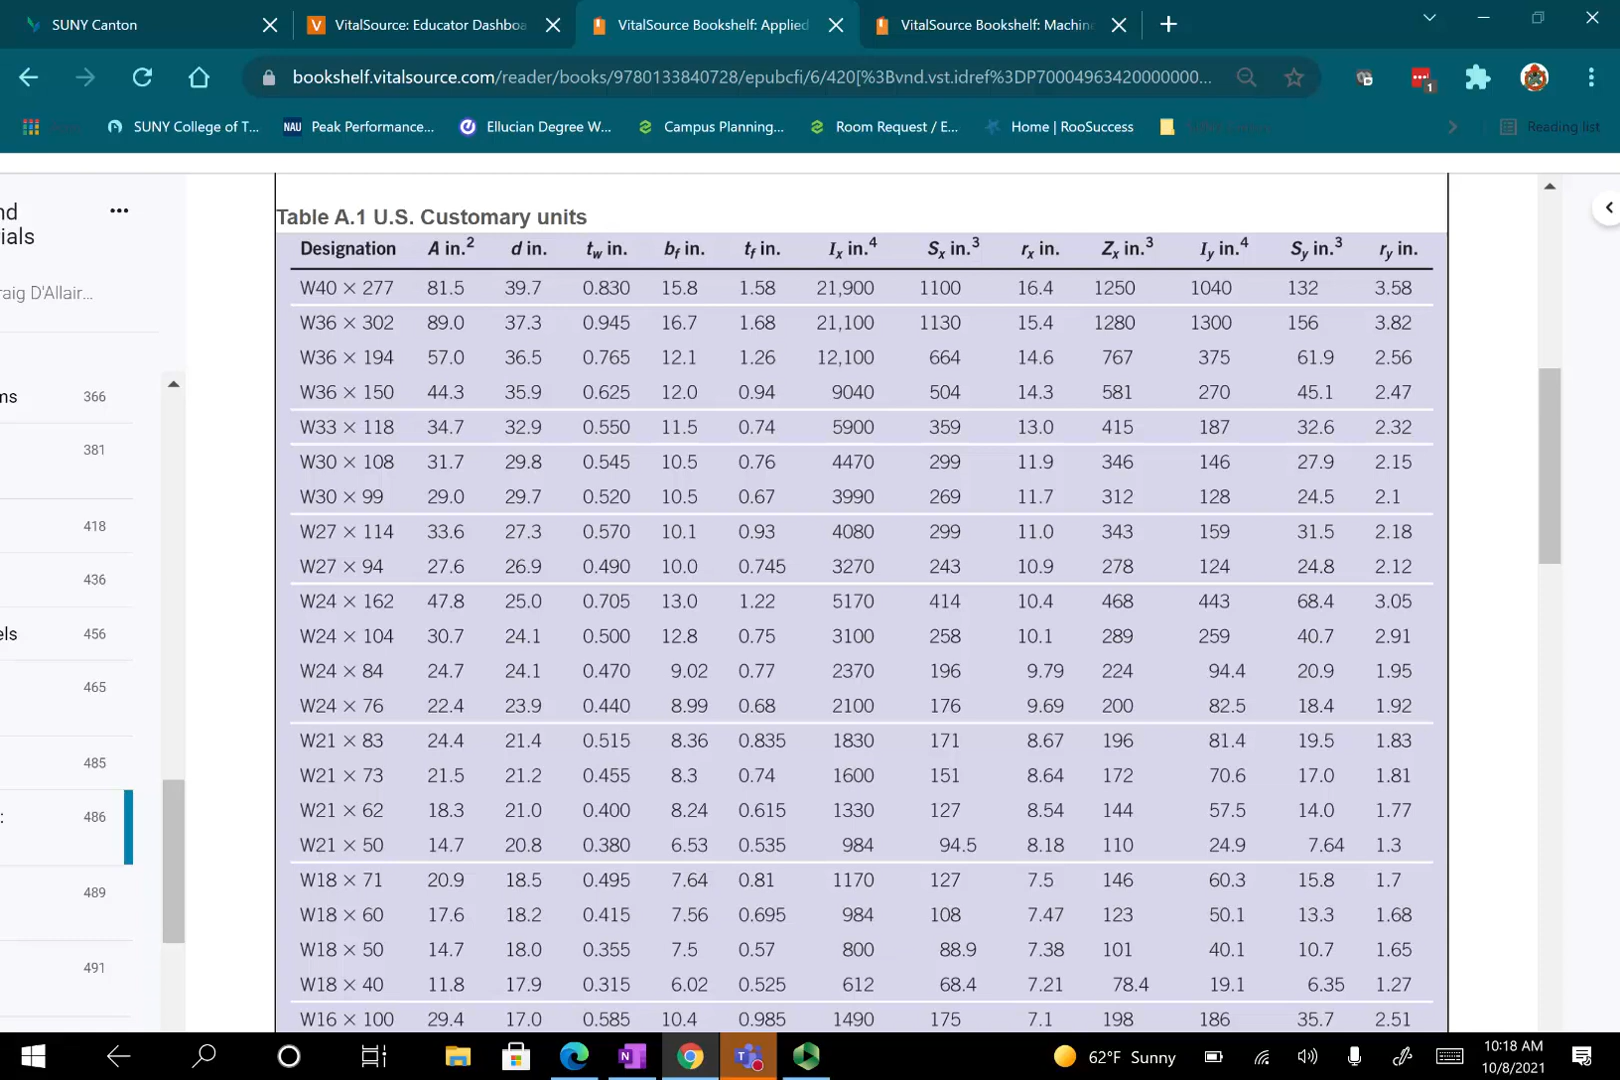 SUNY Canton
VitalSource: Educator Dashboa
VitalSource Bookshelf: Applied
VitalSource Bookshelf: Machine
bookshelf.vitalsource.com/reader/books/9780133840728/epubcfi/6/420[%3Bvnd.vst.idref%3DP70004963420000000...
1
SUNY College of T...
NAU Peak Performance...
Ellucian Degree W...
Campus Planning...
Room Request / E...
Home | RooSuccess
Reading list
nd
ials
raig D'Allair...
ms 366
381
418
436
els 456
465
485
: 486
489
491
Table A.1 U.S. Customary units
Designation A in.2 d in. tw in. bf in. tf in. Ix in.4 Sx in.3 rx in. Zx in.3 Iy in.4 Sy in.3 ry in.
W40 × 277 81.5 39.7 0.830 15.8 1.58 21,900 1100 16.4 1250 1040 132 3.58
W36 × 302 89.0 37.3 0.945 16.7 1.68 21,100 1130 15.4 1280 1300 156 3.82
W36 × 194 57.0 36.5 0.765 12.1 1.26 12,100 664 14.6 767 375 61.9 2.56
W36 × 150 44.3 35.9 0.625 12.0 0.94 9040 504 14.3 581 270 45.1 2.47
W33 × 118 34.7 32.9 0.550 11.5 0.74 5900 359 13.0 415 187 32.6 2.32
W30 × 108 31.7 29.8 0.545 10.5 0.76 4470 299 11.9 346 146 27.9 2.15
W30 × 99 29.0 29.7 0.520 10.5 0.67 3990 269 11.7 312 128 24.5 2.1
W27 × 114 33.6 27.3 0.570 10.1 0.93 4080 299 11.0 343 159 31.5 2.18
W27 × 94 27.6 26.9 0.490 10.0 0.745 3270 243 10.9 278 124 24.8 2.12
W24 × 162 47.8 25.0 0.705 13.0 1.22 5170 414 10.4 468 443 68.4 3.05
W24 × 104 30.7 24.1 0.500 12.8 0.75 3100 258 10.1 289 259 40.7 2.91
W24 × 84 24.7 24.1 0.470 9.02 0.77 2370 196 9.79 224 94.4 20.9 1.95
W24 × 76 22.4 23.9 0.440 8.99 0.68 2100 176 9.69 200 82.5 18.4 1.92
W21 × 83 24.4 21.4 0.515 8.36 0.835 1830 171 8.67 196 81.4 19.5 1.83
W21 × 73 21.5 21.2 0.455 8.3 0.74 1600 151 8.64 172 70.6 17.0 1.81
W21 × 62 18.3 21.0 0.400 8.24 0.615 1330 127 8.54 144 57.5 14.0 1.77
W21 × 50 14.7 20.8 0.380 6.53 0.535 984 94.5 8.18 110 24.9 7.64 1.3
W18 × 71 20.9 18.5 0.495 7.64 0.81 1170 127 7.5 146 60.3 15.8 1.7
W18 × 60 17.6 18.2 0.415 7.56 0.695 984 108 7.47 123 50.1 13.3 1.68
W18 × 50 14.7 18.0 0.355 7.5 0.57 800 88.9 7.38 101 40.1 10.7 1.65
W18 × 40 11.8 17.9 0.315 6.02 0.525 612 68.4 7.21 78.4 19.1 6.35 1.27
W16 × 100 29.4 17.0 0.585 10.4 0.985 1490 175 7.1 198 186 35.7 2.51
62°F Sunny
10:18 AM
10/8/2021